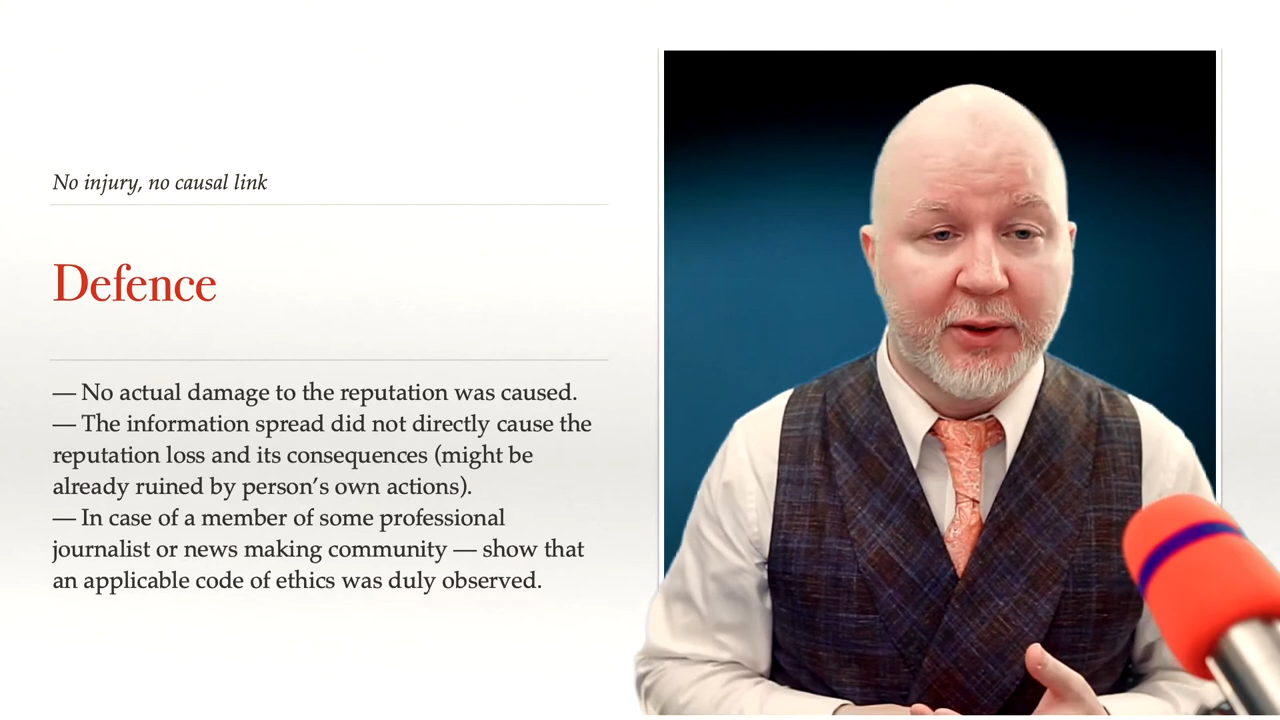 No injury, no causal link
Defence
— No actual damage to the reputation was caused.
— The information spread did not directly cause the
reputation loss and its consequences (might be
already ruined by person’s own actions).
— In case of a member of some professional
journalist or news making community — show that
an applicable code of ethics was duly observed.